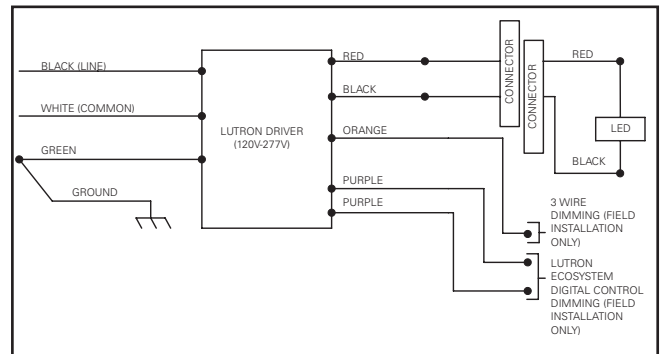 BLACK (LINE)
WHITE (COMMON)
GREEN
GROUND
LUTRON DRIVER
(120V-277V)
RED
BLACK
ORANGE
PURPLE
PURPLE
CONNECTOR
CONNECTOR
RED
LED
BLACK
3 WIRE
DIMMING (FIELD
INSTALLATION
ONLY)
LUTRON
ECOSYSTEM
DIGITAL CONTROL
DIMMING (FIELD
INSTALLATION
ONLY)